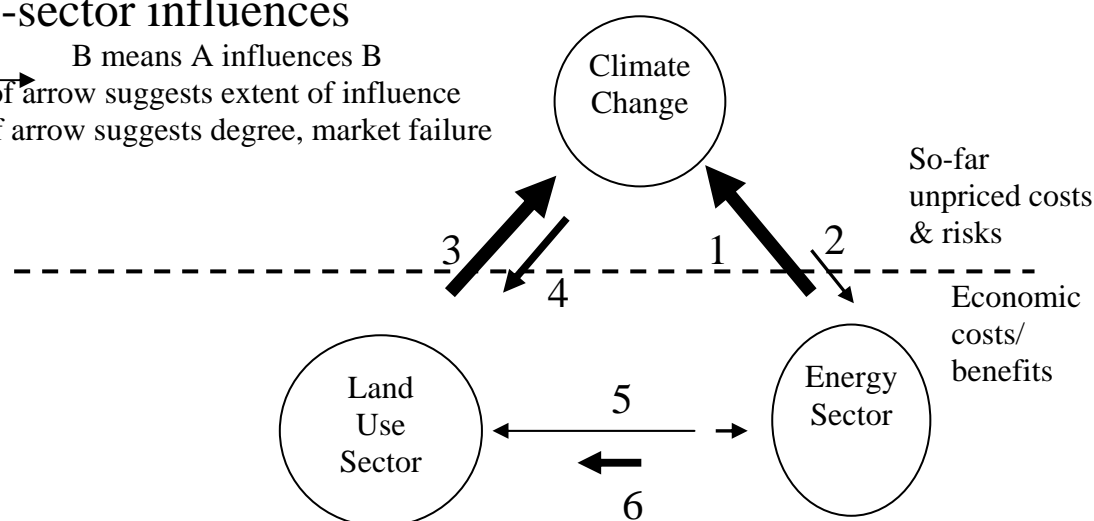 -sector influences
B means A influences B
of arrow suggests extent of influence
f arrow suggests degree, market failure
Climate
Change
So-far
unpriced costs
& risks
3
1
2
4
Economic
costs/
benefits
Land
Use
Sector
5
Energy
Sector
6